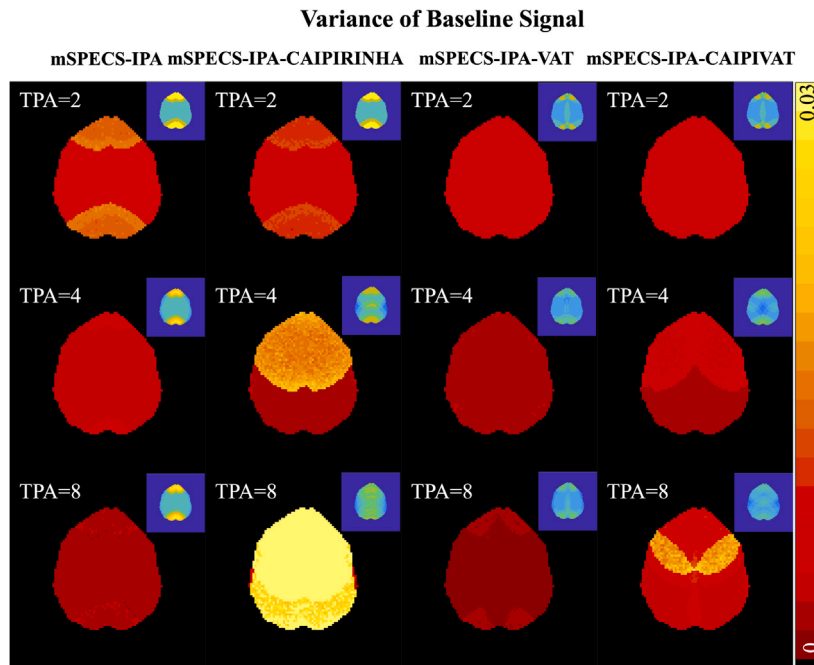 Variance of Baseline Signal
mSPECS-IPA mSPECS-IPA-CAIPIRINHA mSPECS-IPA-VAT mSPECS-IPA-CAIPIVAT
TPA=2 TPA=2 TPA=2 TPA=2
0.03
TPA=4 TPA=4 TPA=4 TPA=4
TPA=8 TPA=8 TPA=8 TPA=8
0